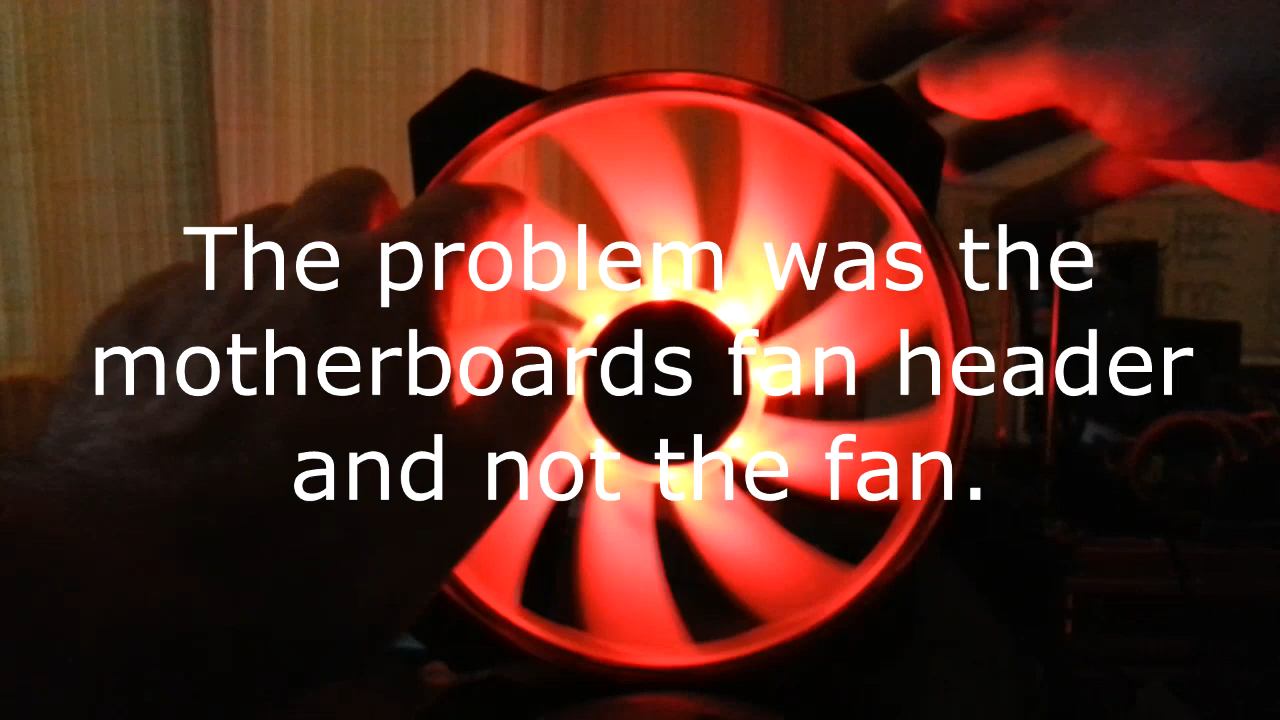 The problem was the
motherboards fan header
and not the fan.